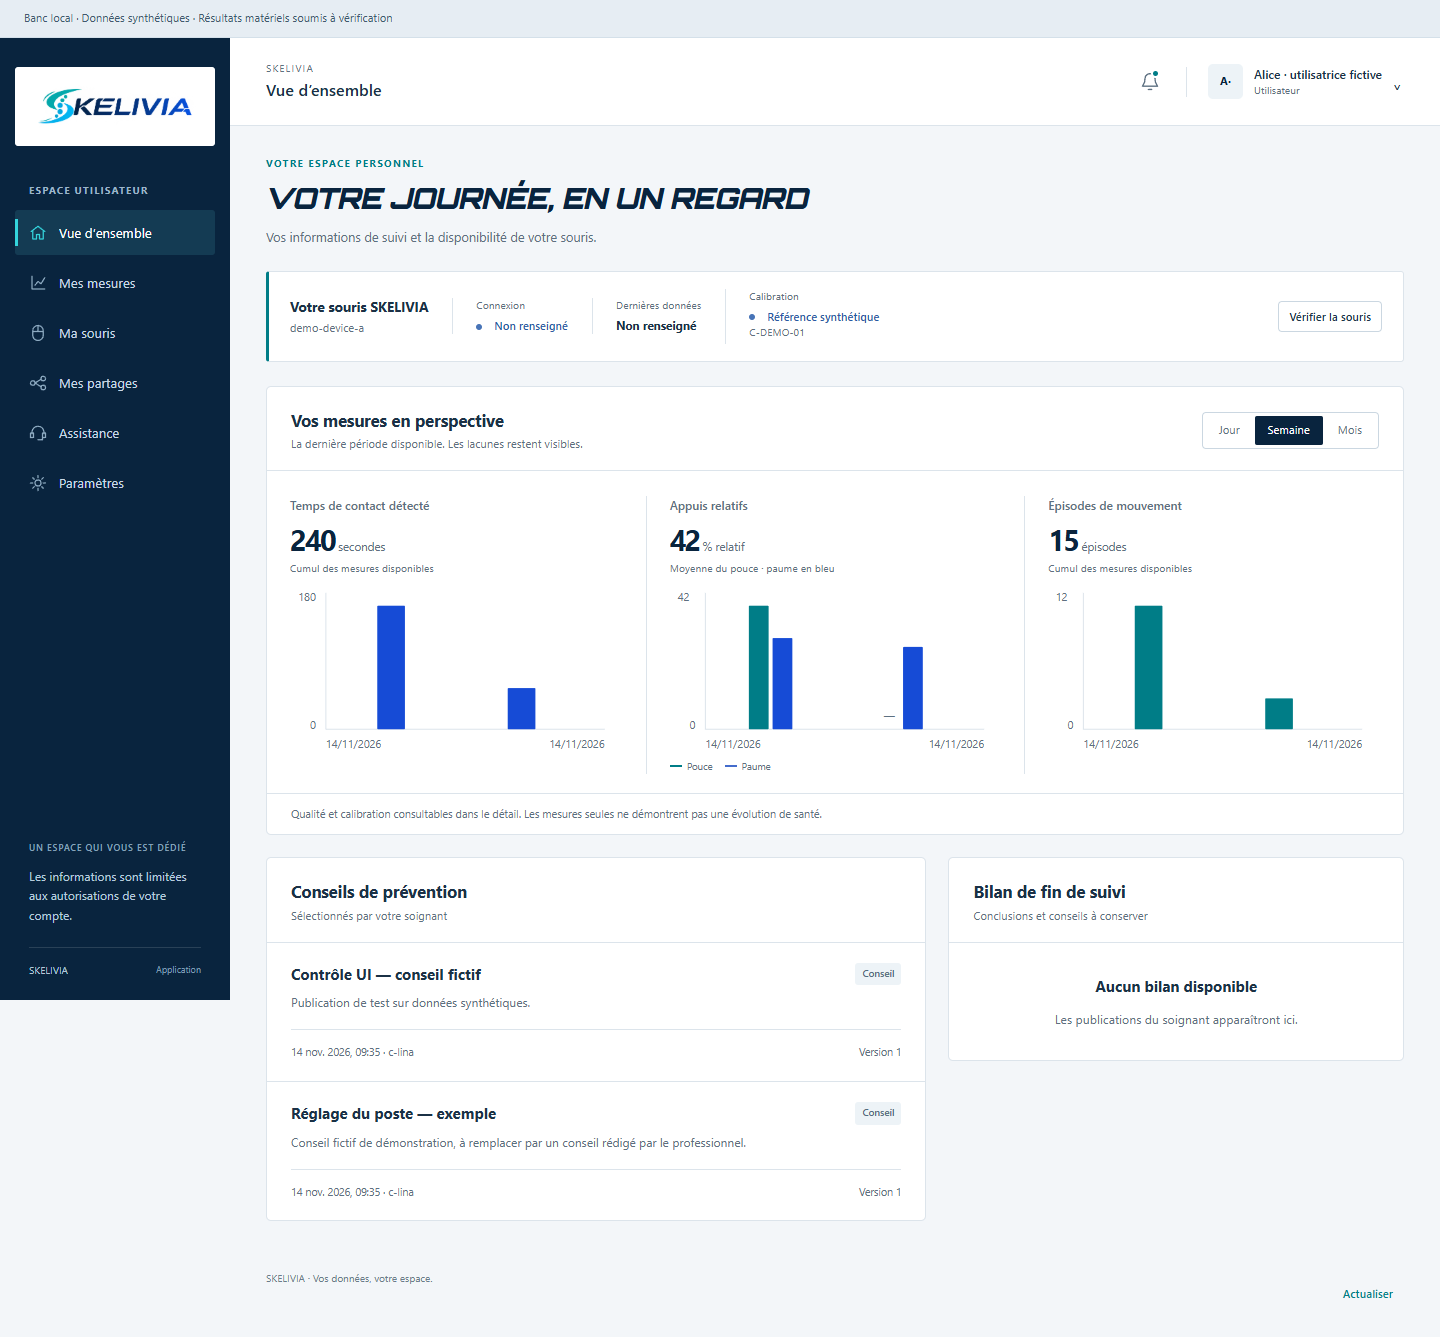 Banc local · Données synthétiques · Résultats matériels soumis à vérification
SKELIVIA
ESPACE UTILISATEUR
Vue d’ensemble
Mes mesures
Ma souris
Mes partages
Assistance
Paramètres
UN ESPACE QUI VOUS EST DÉDIÉ
Les informations sont limitées
aux autorisations de votre
compte.
SKELIVIA Application
SKELIVIA
Vue d’ensemble
A·
Alice · utilisatrice fictive
Utilisateur
VOTRE ESPACE PERSONNEL
VOTRE JOURNÉE, EN UN REGARD
Vos informations de suivi et la disponibilité de votre souris.
Votre souris SKELIVIA
demo-device-a
Connexion
Non renseigné
Dernières données
Non renseigné
Calibration
Référence synthétique
C-DEMO-01
Vérifier la souris
Vos mesures en perspective
La dernière période disponible. Les lacunes restent visibles.
Jour Semaine Mois
Temps de contact détecté
240 secondes
Cumul des mesures disponibles
180
0
14/11/2026 14/11/2026
Appuis relatifs
42 % relatif
Moyenne du pouce · paume en bleu
42
—
0
14/11/2026 14/11/2026
Pouce Paume
Épisodes de mouvement
15 épisodes
Cumul des mesures disponibles
12
0
14/11/2026 14/11/2026
Qualité et calibration consultables dans le détail. Les mesures seules ne démontrent pas une évolution de santé.
Conseils de prévention
Sélectionnés par votre soignant
Contrôle UI — conseil fictif Conseil
Publication de test sur données synthétiques.
14 nov. 2026, 09:35 · c-lina Version 1
Réglage du poste — exemple Conseil
Conseil fictif de démonstration, à remplacer par un conseil rédigé par le professionnel.
14 nov. 2026, 09:35 · c-lina Version 1
Bilan de fin de suivi
Conclusions et conseils à conserver
Aucun bilan disponible
Les publications du soignant apparaîtront ici.
SKELIVIA · Vos données, votre espace.
Actualiser